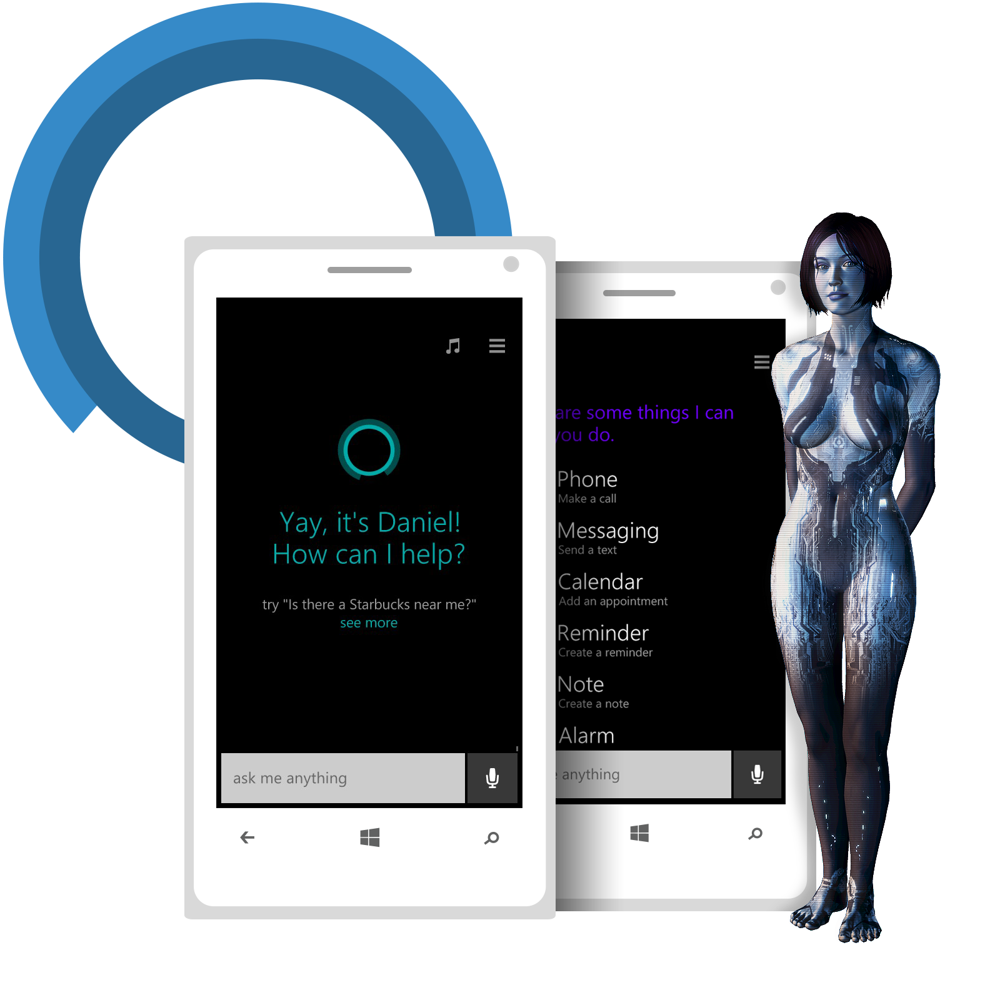 Yay, it's Daniel!
How can I help?
try "Is there a Starbucks near me?"
see more
ask me anything
are some things I can
you do.
Phone
Make a call
Messaging
Send a text
Calendar
Add an appointment
Reminder
Create a reminder
Note
Create a note
Alarm
anything